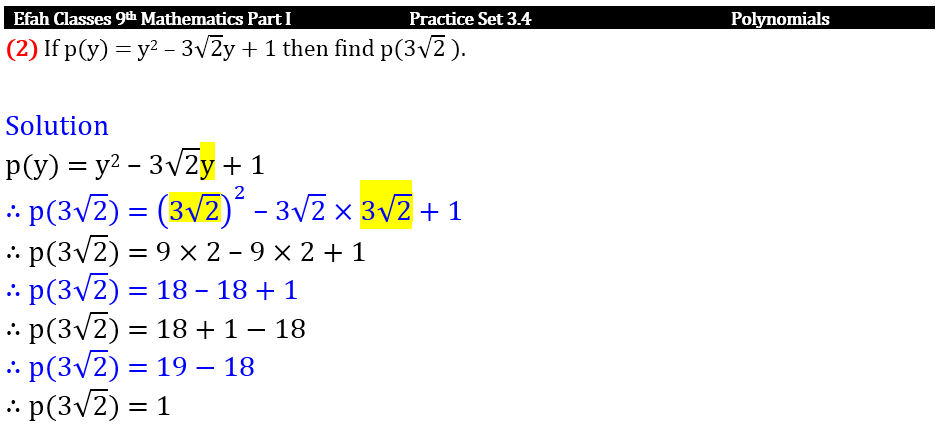 Efah Classes 9th Mathematics Part I Practice Set 3.4 Polynomials
(2) If p(y) = y² – 3√2y + 1 then find p(3√2 ).
Solution
p(y) = y² – 3√2y + 1
∴ p(3√2) = (3√2)² – 3√2 × 3√2 + 1
∴ p(3√2) = 9 × 2 – 9 × 2 + 1
∴ p(3√2) = 18 – 18 + 1
∴ p(3√2) = 18 + 1 − 18
∴ p(3√2) = 19 − 18
∴ p(3√2) = 1